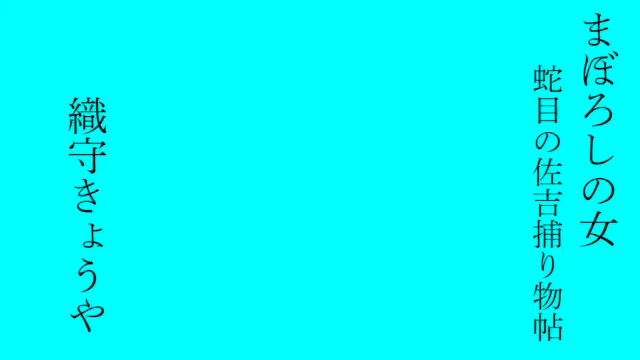 まぼろしの女
蛇目の佐吉捕り物帖
織守きょうや